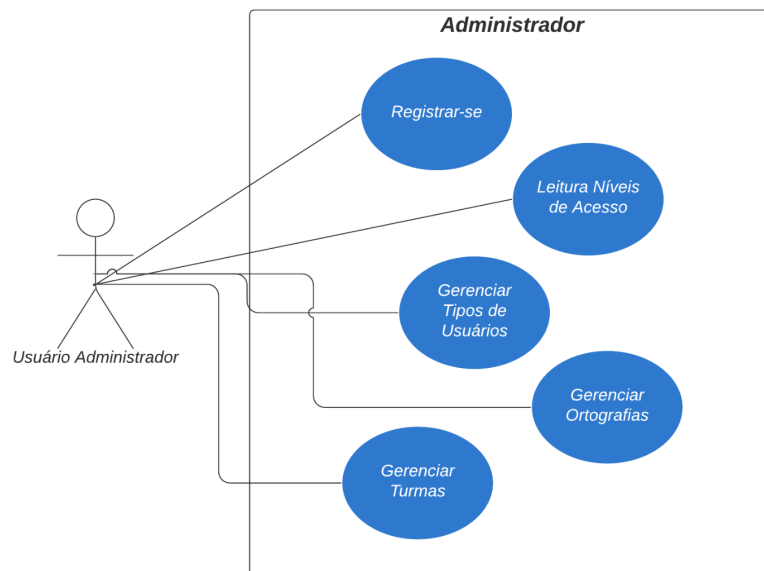 Administrador
Registrar-se
Leitura Níveis
de Acesso
Gerenciar
Tipos de
Usuários
Usuário Administrador
Gerenciar
Ortografias
Gerenciar
Turmas